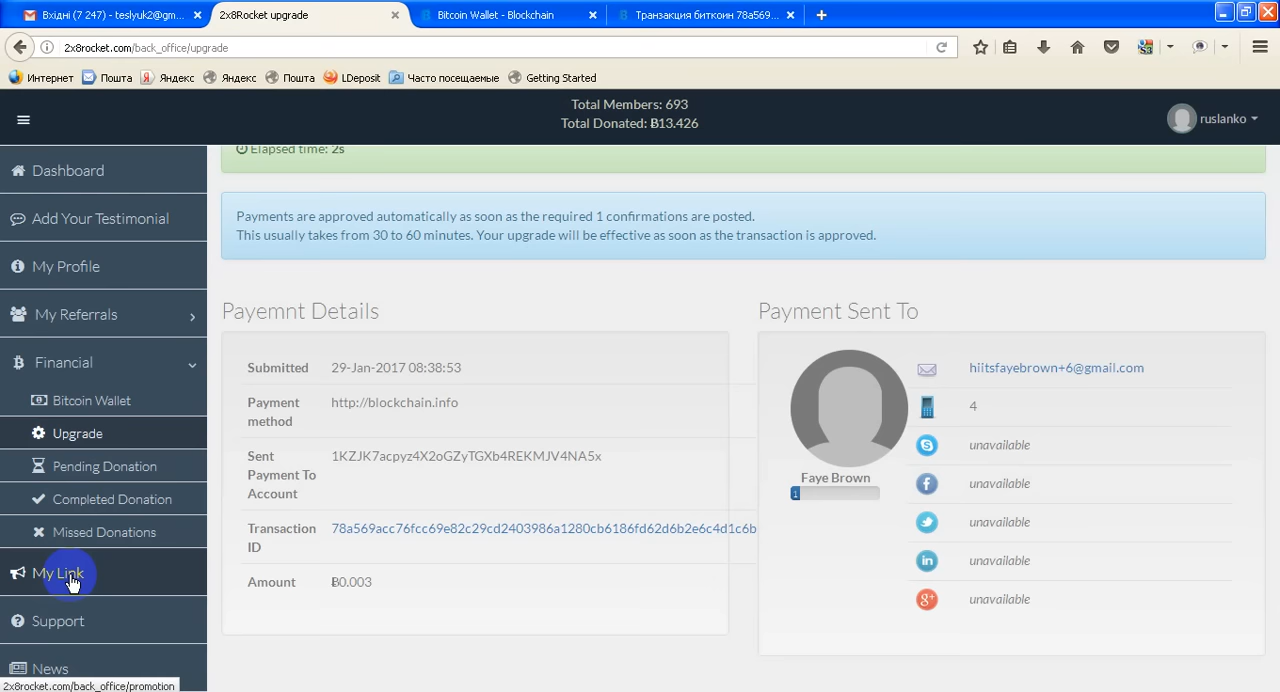 Вхідні (7 247) - teslyuk2@gm...
2x8Rocket upgrade
Bitcoin Wallet - Blockchain
Транзакция биткоин 78a569...
2x8rocket.com/back_office/upgrade
Интернет
Пошта
Яндекс
Яндекс
Пошта
LDeposit
Часто посещаемые
Getting Started
Total Members: 693
Total Donated: Ƀ13.426
ruslanko
Dashboard
Add Your Testimonial
My Profile
My Referrals
Financial
Bitcoin Wallet
Upgrade
Pending Donation
Completed Donation
Missed Donations
My Link
Support
News
2x8rocket.com/back_office/promotion
Elapsed time: 2s
Payments are approved automatically as soon as the required 1 confirmations are posted.
This usually takes from 30 to 60 minutes. Your upgrade will be effective as soon as the transaction is approved.
Payemnt Details
Submitted 29-Jan-2017 08:38:53
Payment method http://blockchain.info
Sent Payment To Account 1KZJK7acpyz4X2oGZyTGXb4REKMJV4NA5x
Transaction ID 78a569acc76fcc69e82c29cd2403986a1280cb6186fd62d6b2e6c4d1c6b
Amount Ƀ0.003
Payment Sent To
Faye Brown
1
hiitsfayebrown+6@gmail.com
4
unavailable
unavailable
unavailable
unavailable
unavailable